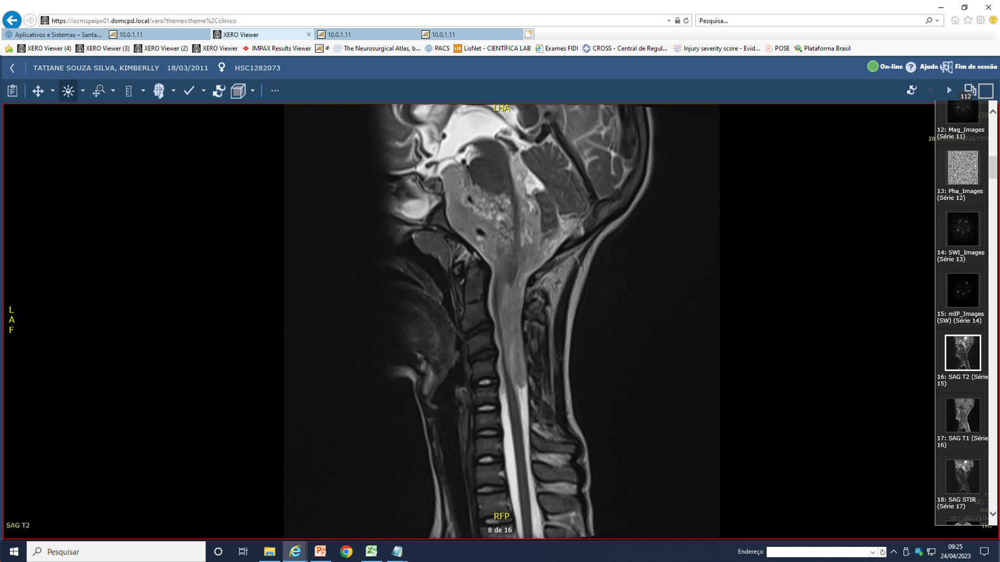 https://iscmspeipx01.domcpd.local/xero?theme=theme%2Cclinico
Pesquisa...
Aplicativos e Sistemas – Santa...
10.0.1.11
XERO Viewer
10.0.1.11
10.0.1.11
XERO Viewer (4)
XERO Viewer (3)
XERO Viewer (2)
XERO Viewer
IMPAX Results Viewer
#
The Neurosurgical Atlas, b...
PACS
LisNet - CIENTÍFICA LAB
Exames FIDI
CROSS - Central de Regul...
Injury severity score - Evid...
POSE
Plataforma Brasil
TATIANE SOUZA SILVA, KIMBERLLY 18/03/2011 HSC1282073
On-line
Ajuda
Fim de sessão
112
LHA
12: Mag_Images
(Série 11)
13: Pha_Images
(Série 12)
14: SWI_Images
(Série 13)
15: mIP_Images
(SW) (Série 14)
L
A
F
16: SAG T2 (Série
15)
17: SAG T1 (Série
16)
18: SAG STIR
(Série 17)
RFP
SAG T2
8 de 16
Pesquisar
Endereço
09:25
24/04/2023